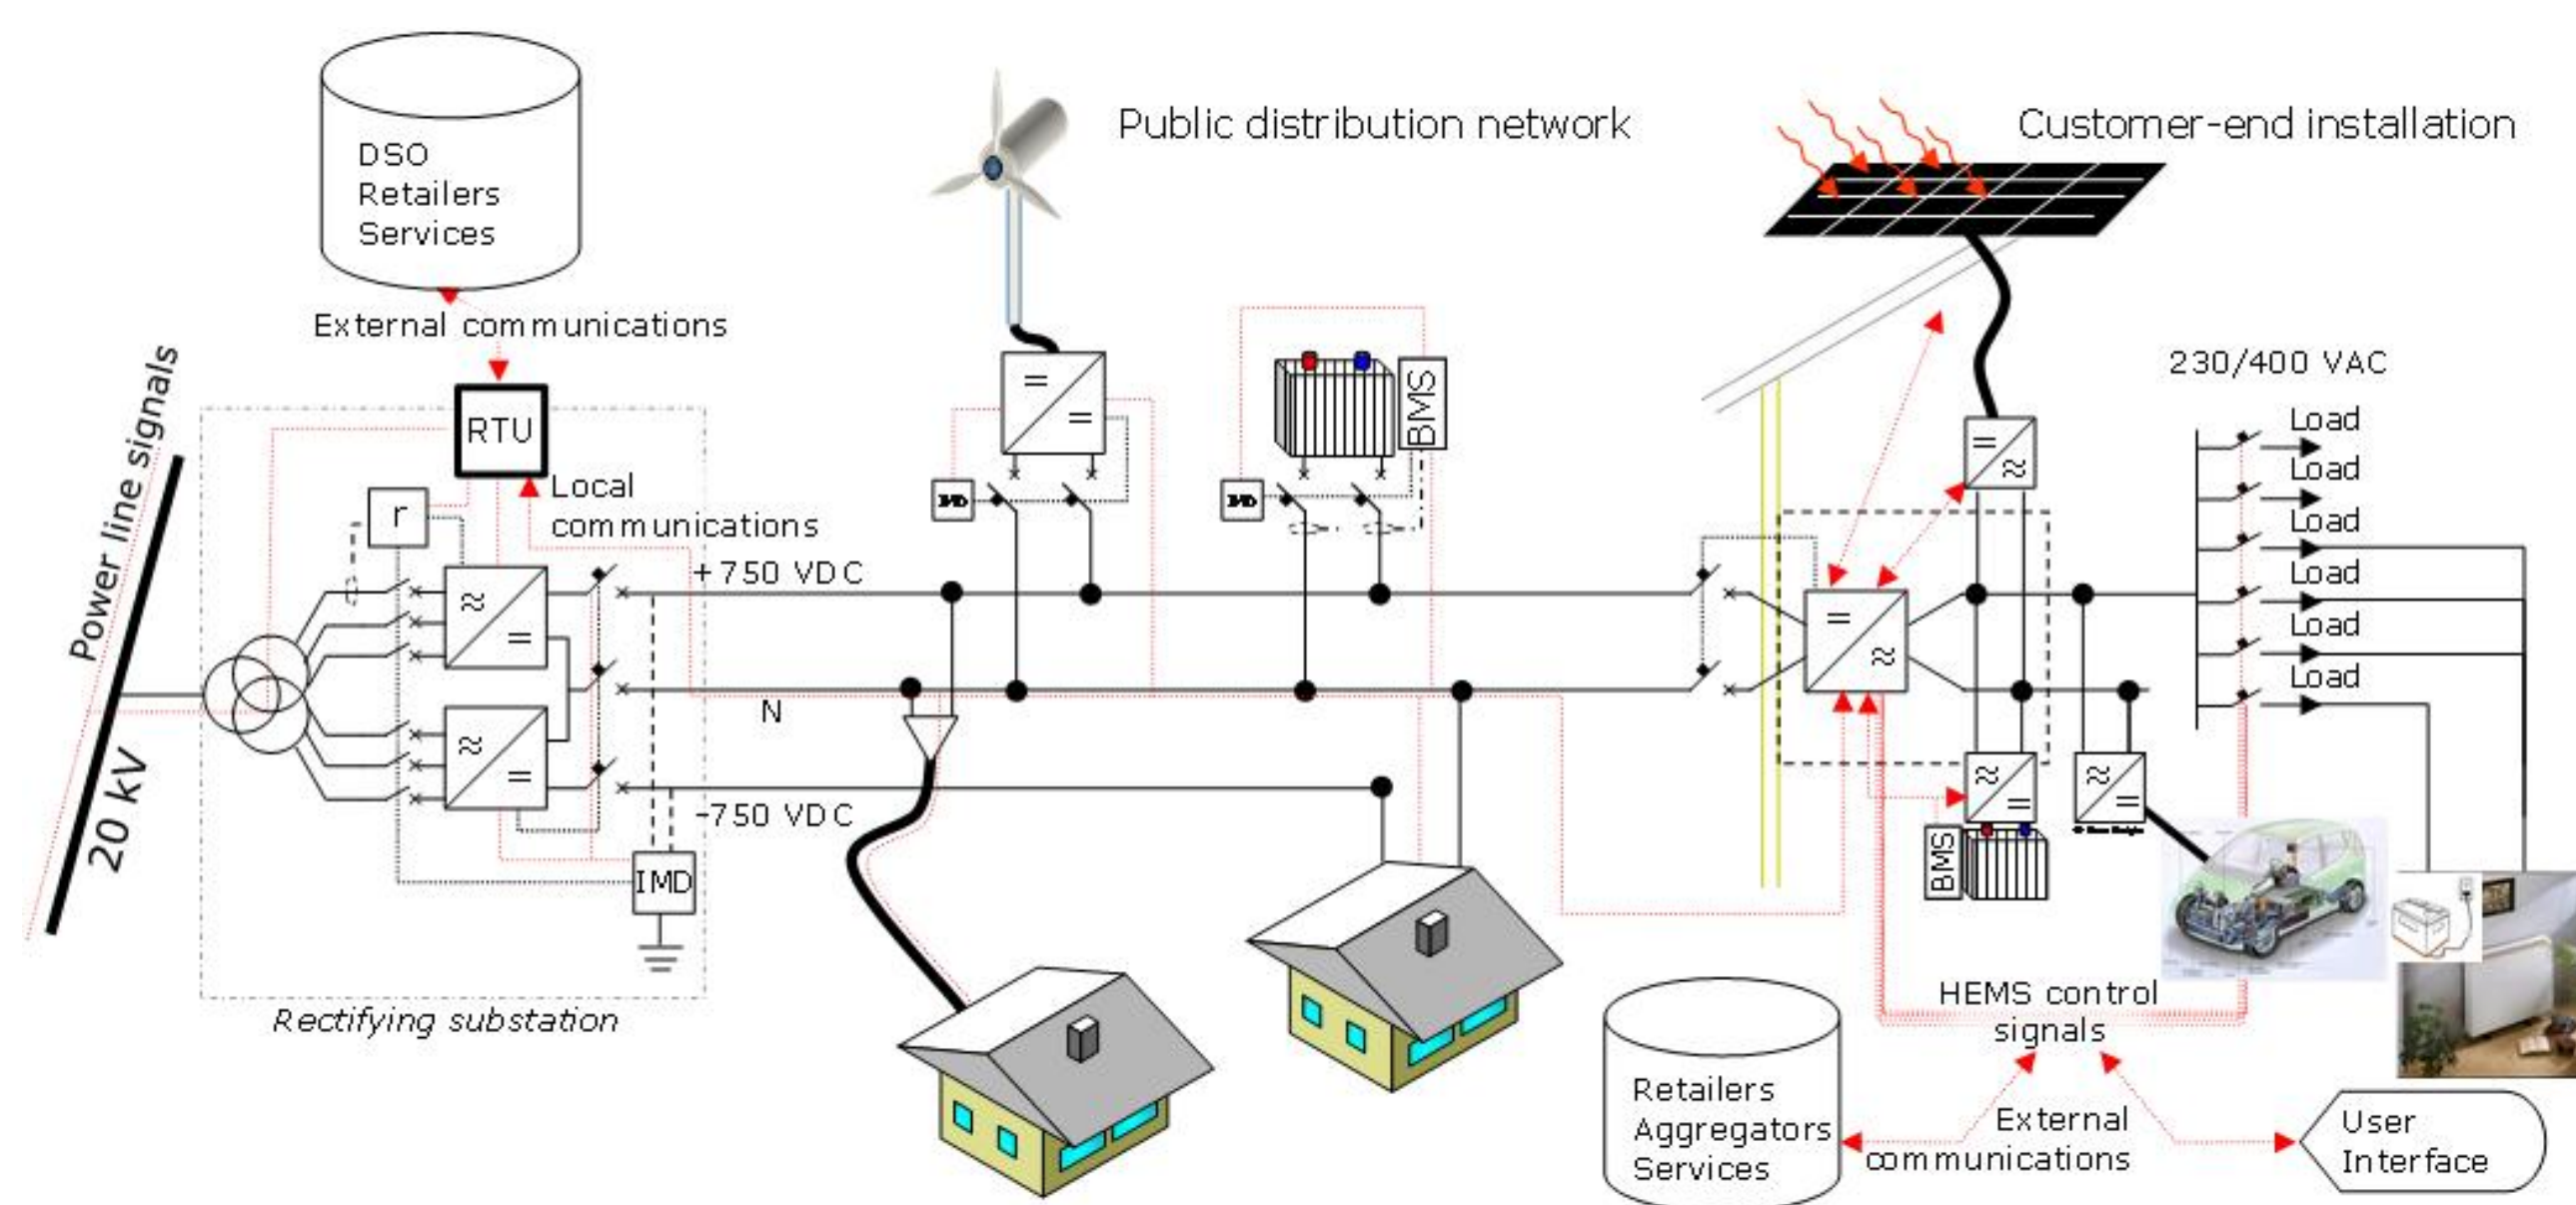 DSO
Retailers
Services
External communications
Public distribution network
Customer-end installation
Power line signals
20 kV
RTU
r
Local
communications
+750 VDC
N
-750 VDC
IMD
Rectifying substation
IMD
IMD
BMS
230/400 VAC
Load
Load
Load
Load
Load
Load
BMS
HEMS control
signals
External
communications
Retailers
Aggregators
Services
User
Interface